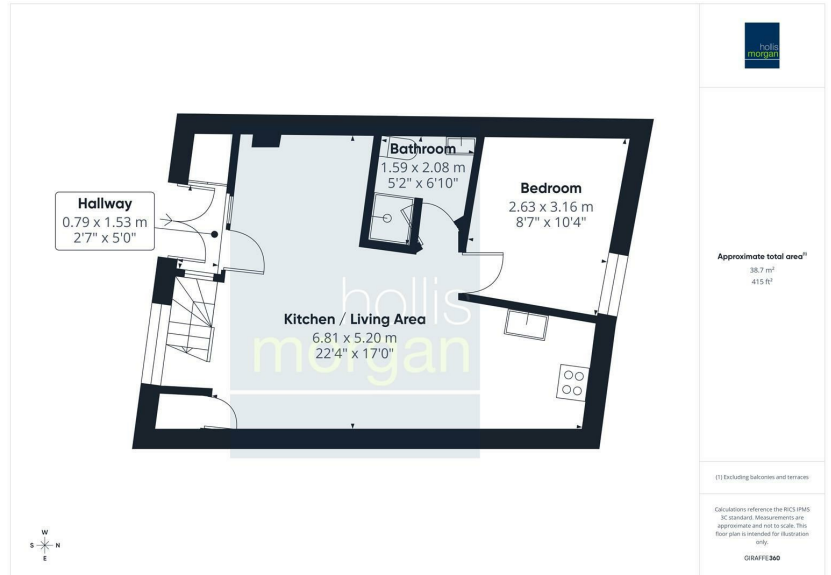 hollis
morgan
Bathroom
1.59 x 2.08 m
5'2" x 6'10"
Bedroom
2.63 x 3.16 m
8'7" x 10'4"
Hallway
0.79 x 1.53 m
2'7" x 5'0"
hollis
morgan
Kitchen / Living Area
6.81 x 5.20 m
22'4" x 17'0"
Approximate total area(1)
38.7 m²
415 ft²
(1) Excluding balconies and terraces
Calculations reference the RICS IPMS
3C standard. Measurements are
approximate and not to scale. This
floor plan is intended for illustration
only.
GIRAFFE360
W
S N
E